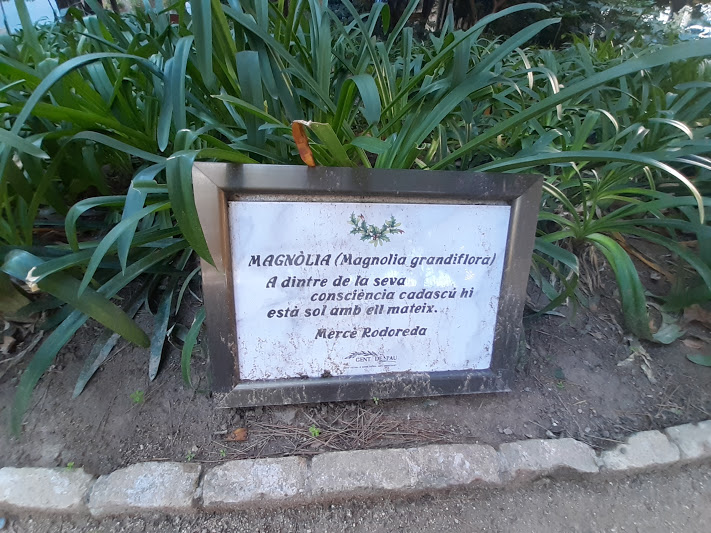 MAGNÒLIA (Magnolia grandiflora)
A dintre de la seva
consciència cadascú hi
està sol amb ell mateix.
Mercè Rodoreda